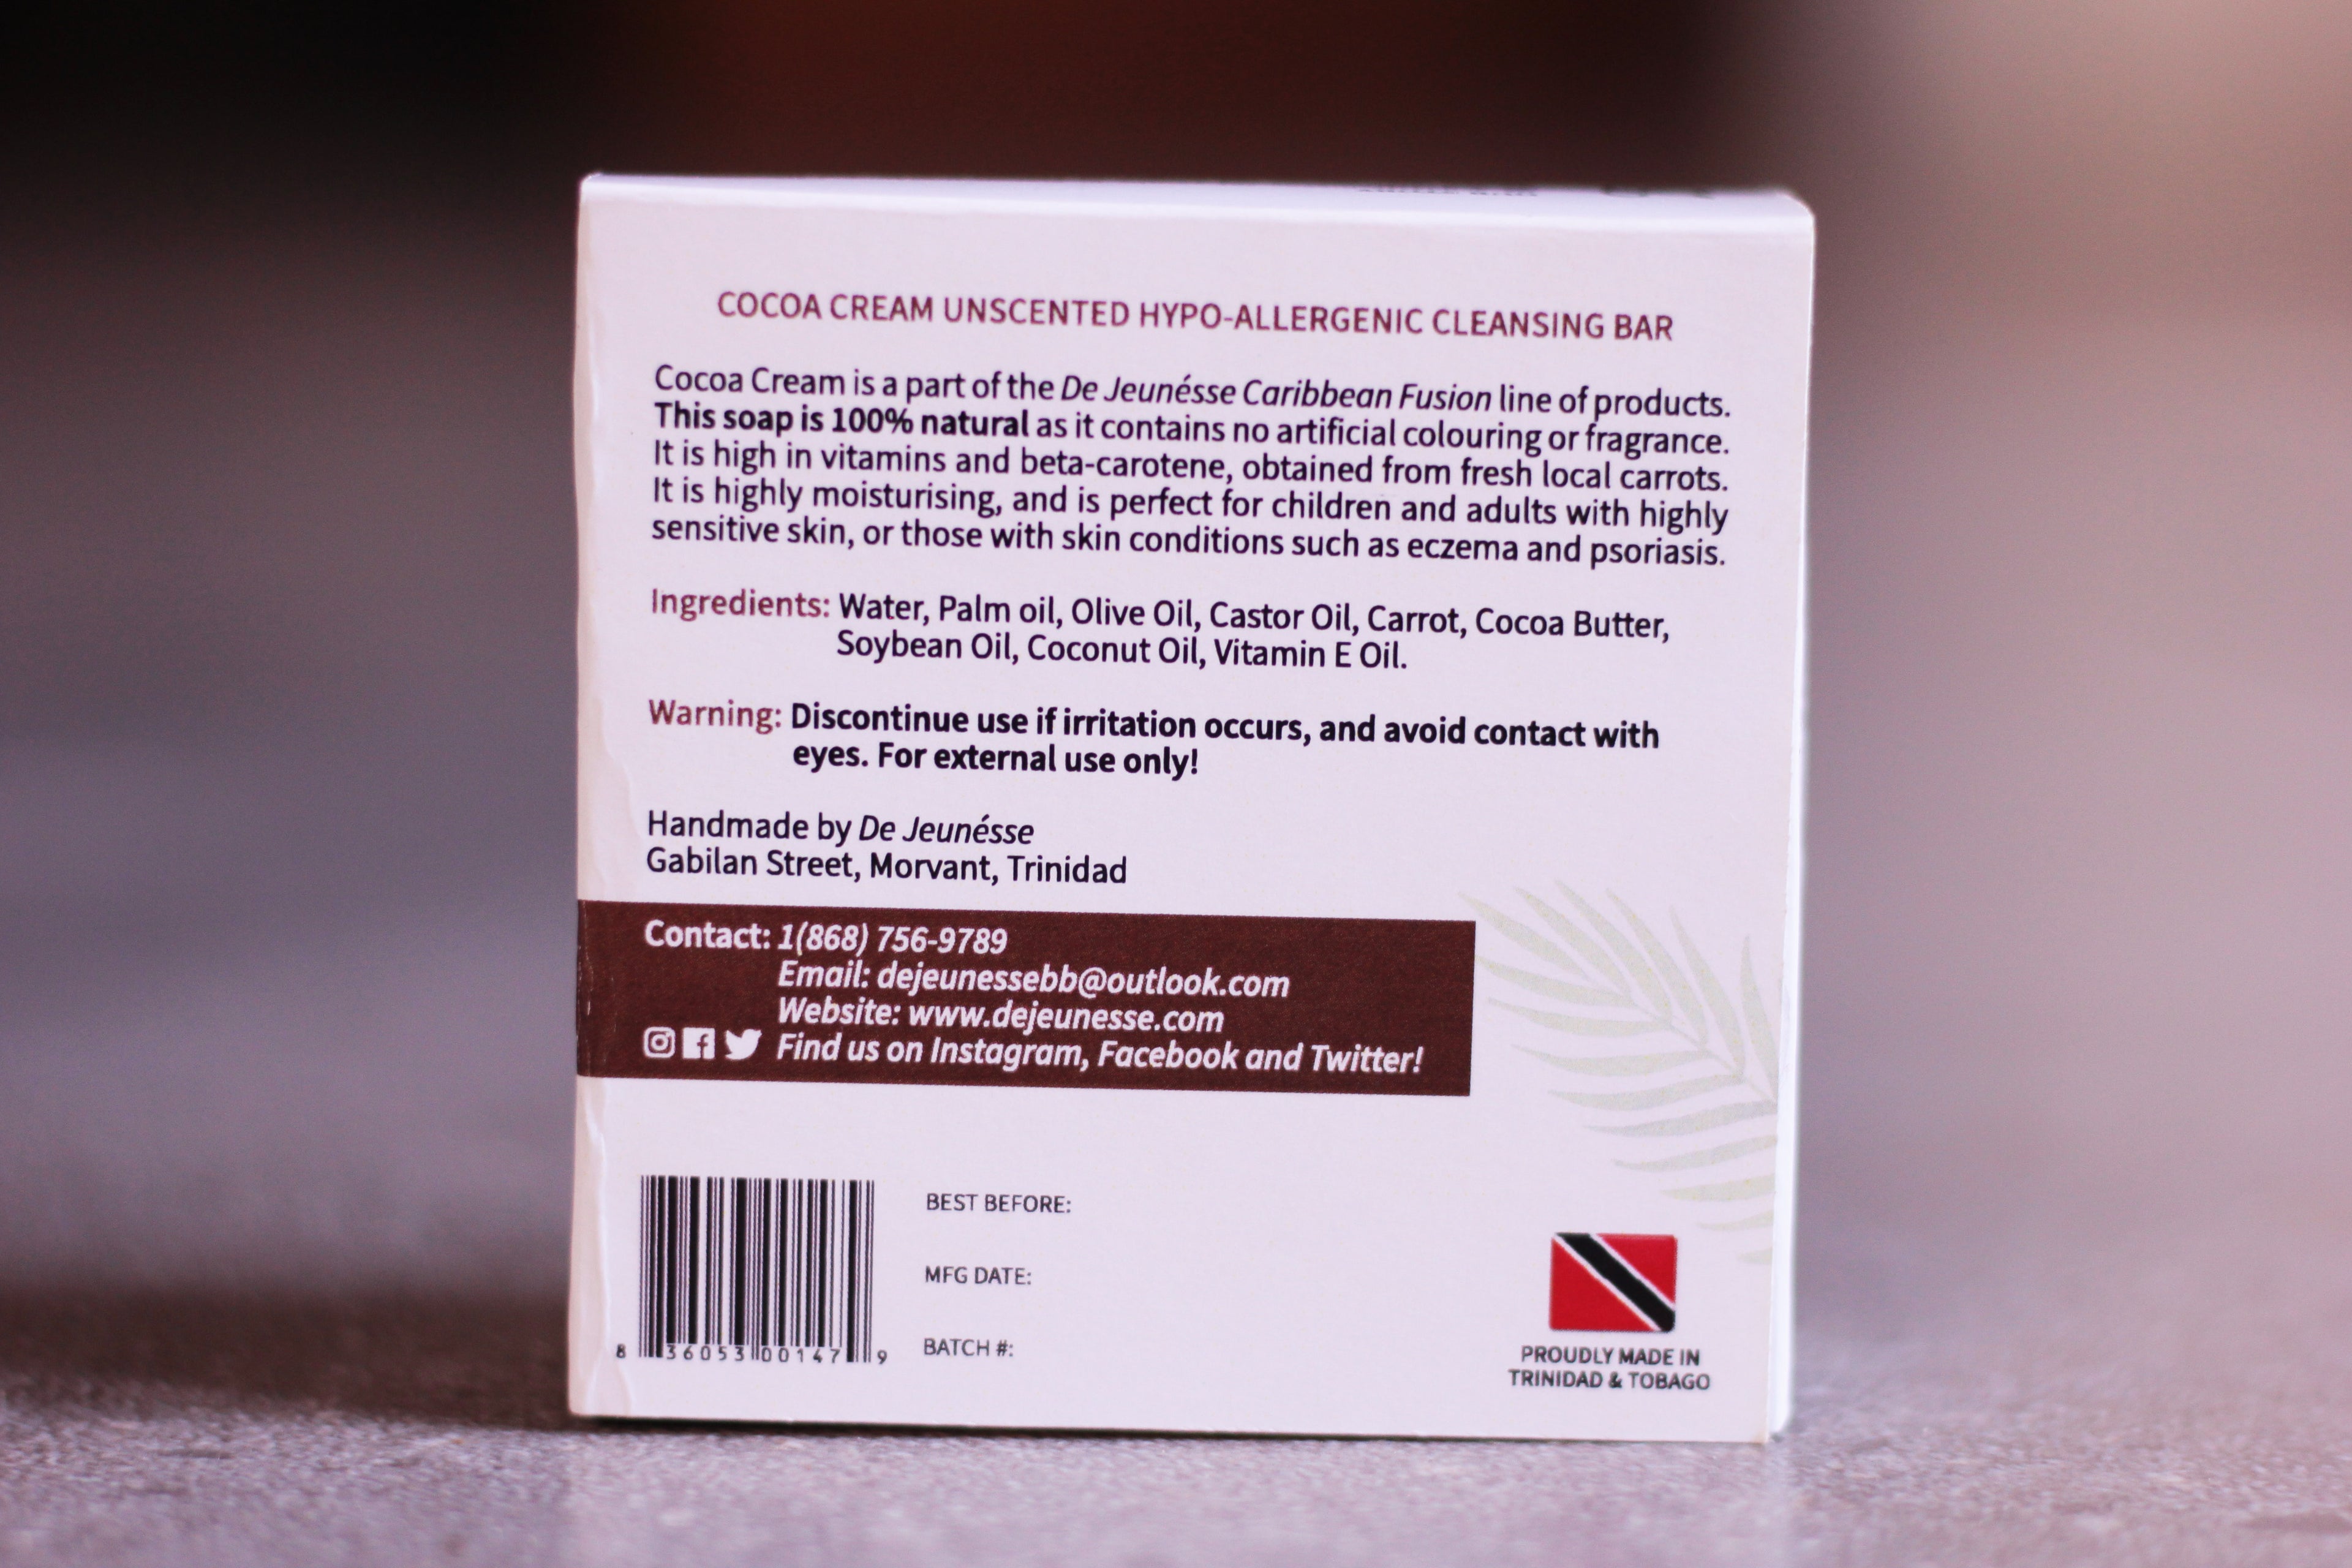 COCOA CREAM UNSCENTED HYPO-ALLERGENIC CLEANSING BAR
Cocoa Cream is a part of the De Jeunésse Caribbean Fusion line of products.
This soap is 100% natural as it contains no artificial colouring or fragrance.
It is high in vitamins and beta-carotene, obtained from fresh local carrots.
It is highly moisturising, and is perfect for children and adults with highly
sensitive skin, or those with skin conditions such as eczema and psoriasis.
Ingredients: Water, Palm oil, Olive Oil, Castor Oil, Carrot, Cocoa Butter,
Soybean Oil, Coconut Oil, Vitamin E Oil.
Warning: Discontinue use if irritation occurs, and avoid contact with
eyes. For external use only!
Handmade by De Jeunésse
Gabilan Street, Morvant, Trinidad
Contact: 1(868) 756-9789
Email: dejeunessebb@outlook.com
Website: www.dejeunesse.com
Find us on Instagram, Facebook and Twitter!
BEST BEFORE:
MFG DATE:
BATCH #:
8 36053 00147 9
PROUDLY MADE IN
TRINIDAD & TOBAGO